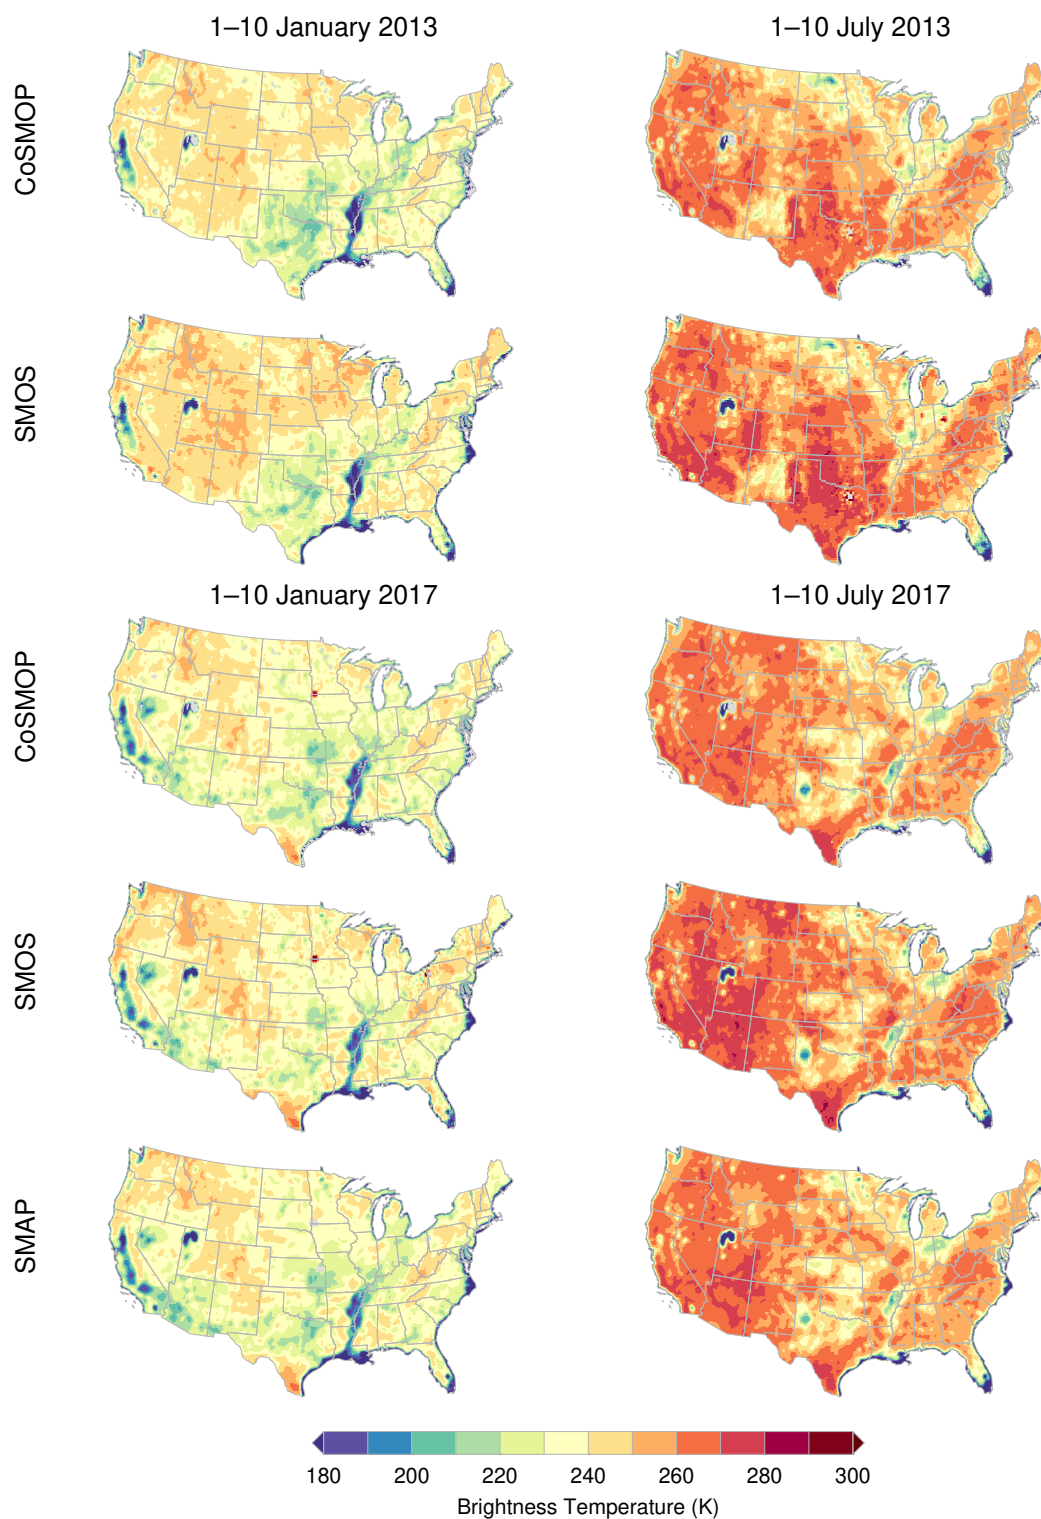 1–10 January 2013
1–10 July 2013
CoSMOP
SMOS
1–10 January 2017
1–10 July 2017
CoSMOP
SMOS
SMAP
180 200 220 240 260 280 300
Brightness Temperature (K)